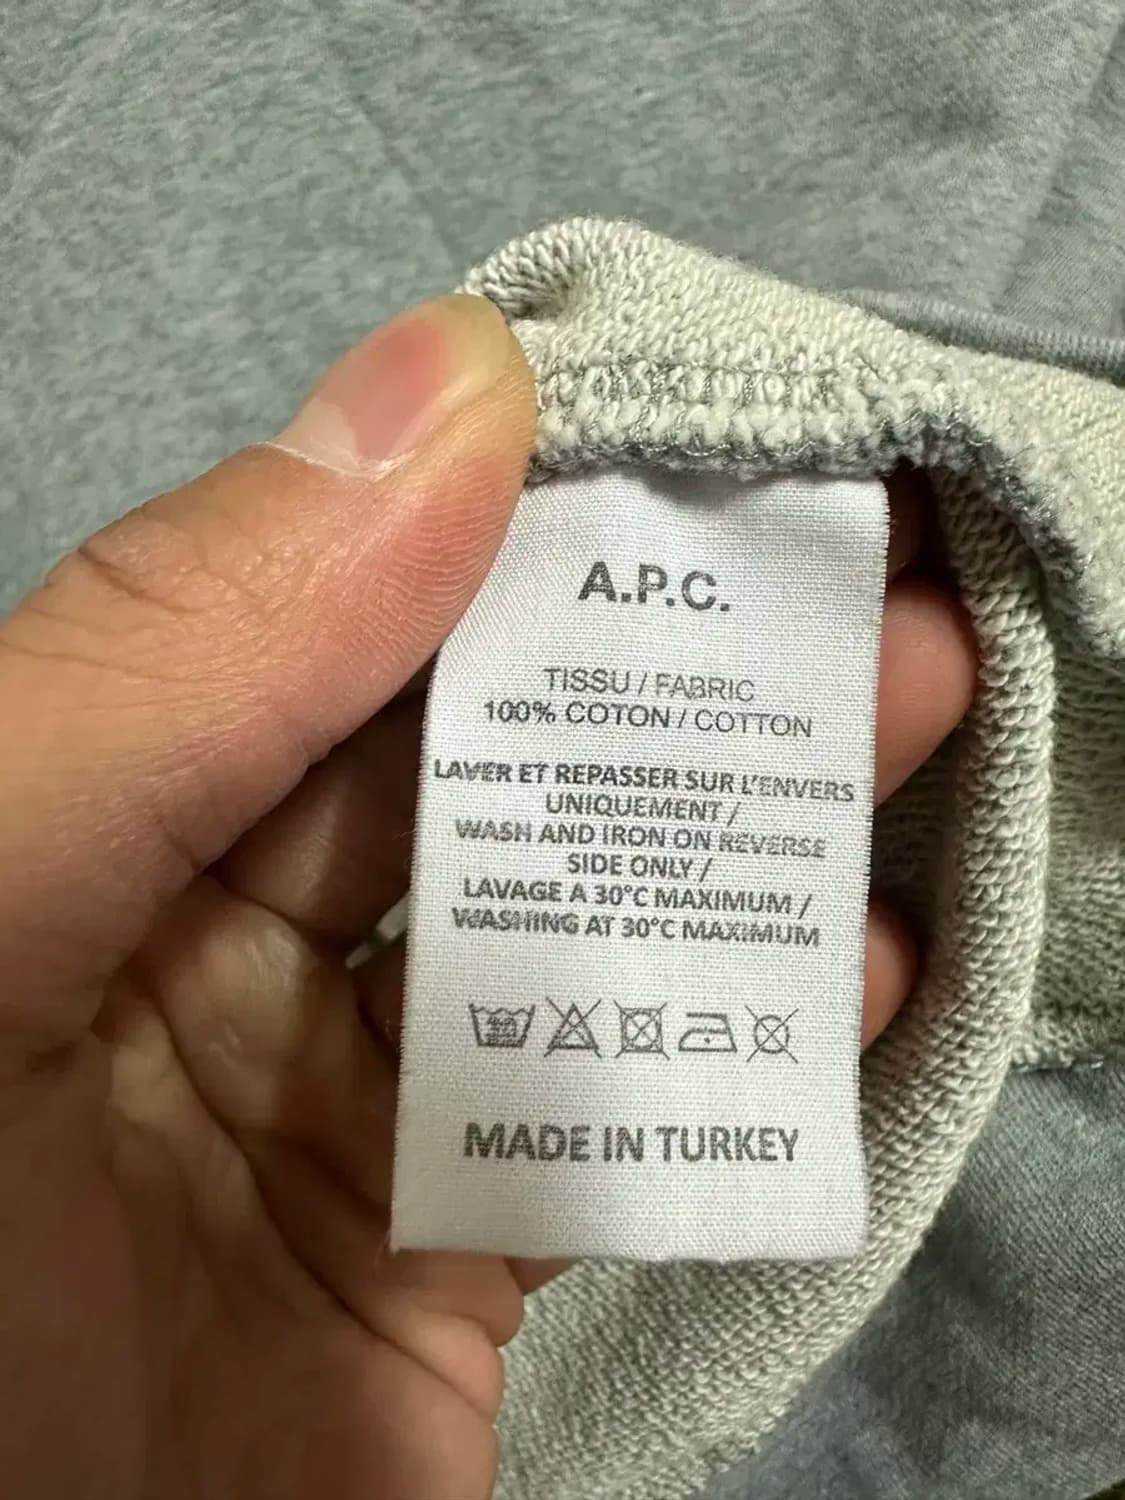 A.P.C.
TISSU / FABRIC
100% COTON / COTTON
LAVER ET REPASSER SUR L'ENVERS
UNIQUEMENT /
WASH AND IRON ON REVERSE
SIDE ONLY /
LAVAGE A 30°C MAXIMUM /
WASHING AT 30°C MAXIMUM
30
MADE IN TURKEY